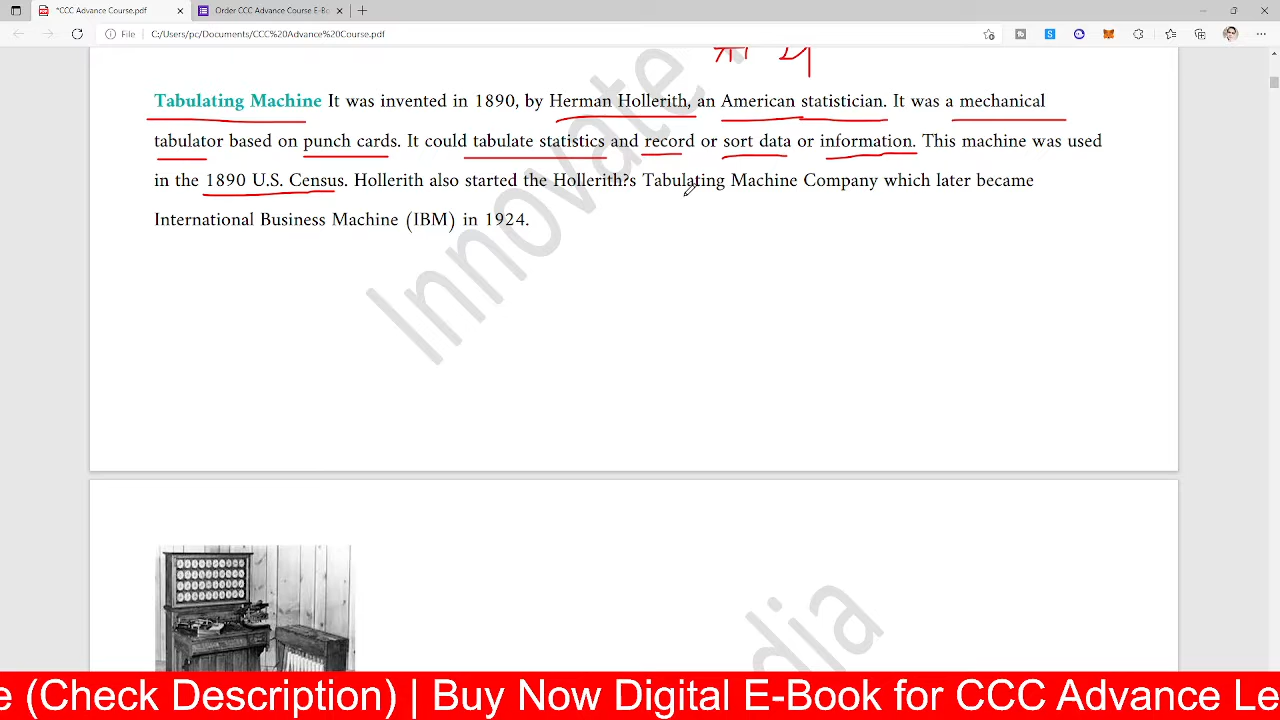 *CCC Advance Course.pdf
Order CCC Advance Course E-Bo
File
C:/Users/pc/Documents/CCC%20Advance%20Course.pdf
Tabulating Machine It was invented in 1890, by Herman Hollerith, an American statistician. It was a mechanical
tabulator based on punch cards. It could tabulate statistics and record or sort data or information. This machine was used
in the 1890 U.S. Census. Hollerith also started the Hollerith?s Tabulating Machine Company which later became
International Business Machine (IBM) in 1924.
Innovate
dia
e (Check Description) | Buy Now Digital E-Book for CCC Advance Le